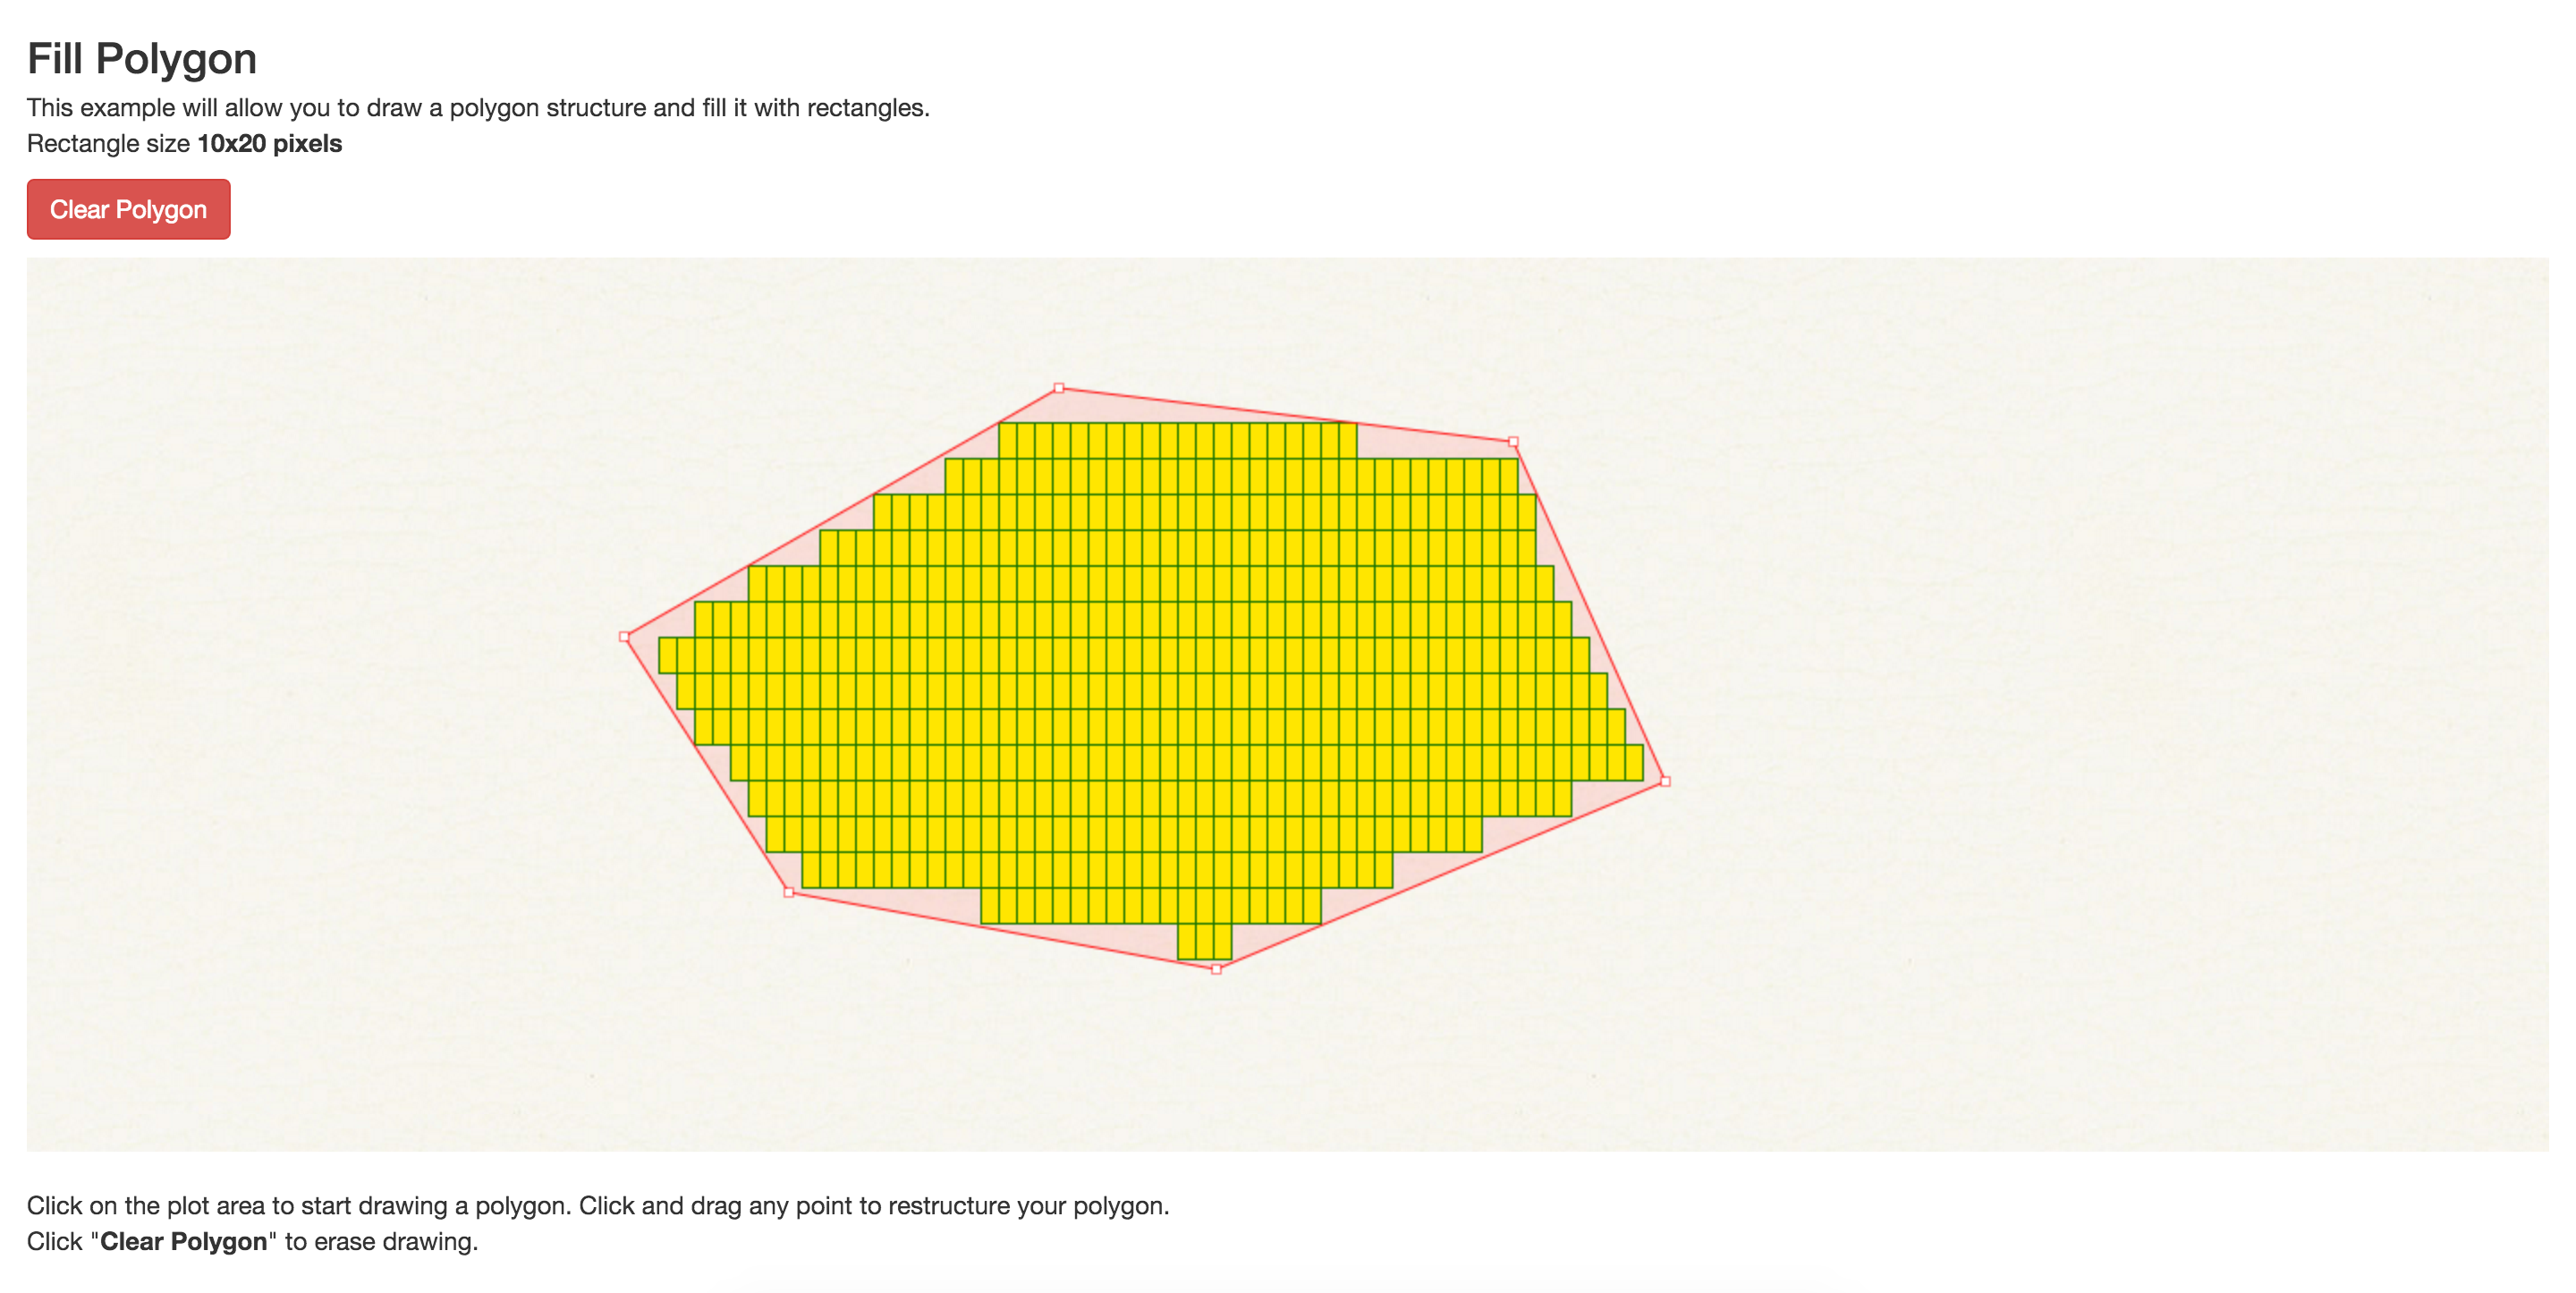 Fill Polygon
This example will allow you to draw a polygon structure and fill it with rectangles.
Rectangle size 10x20 pixels
Clear Polygon
Click on the plot area to start drawing a polygon. Click and drag any point to restructure your polygon.
Click "Clear Polygon" to erase drawing.